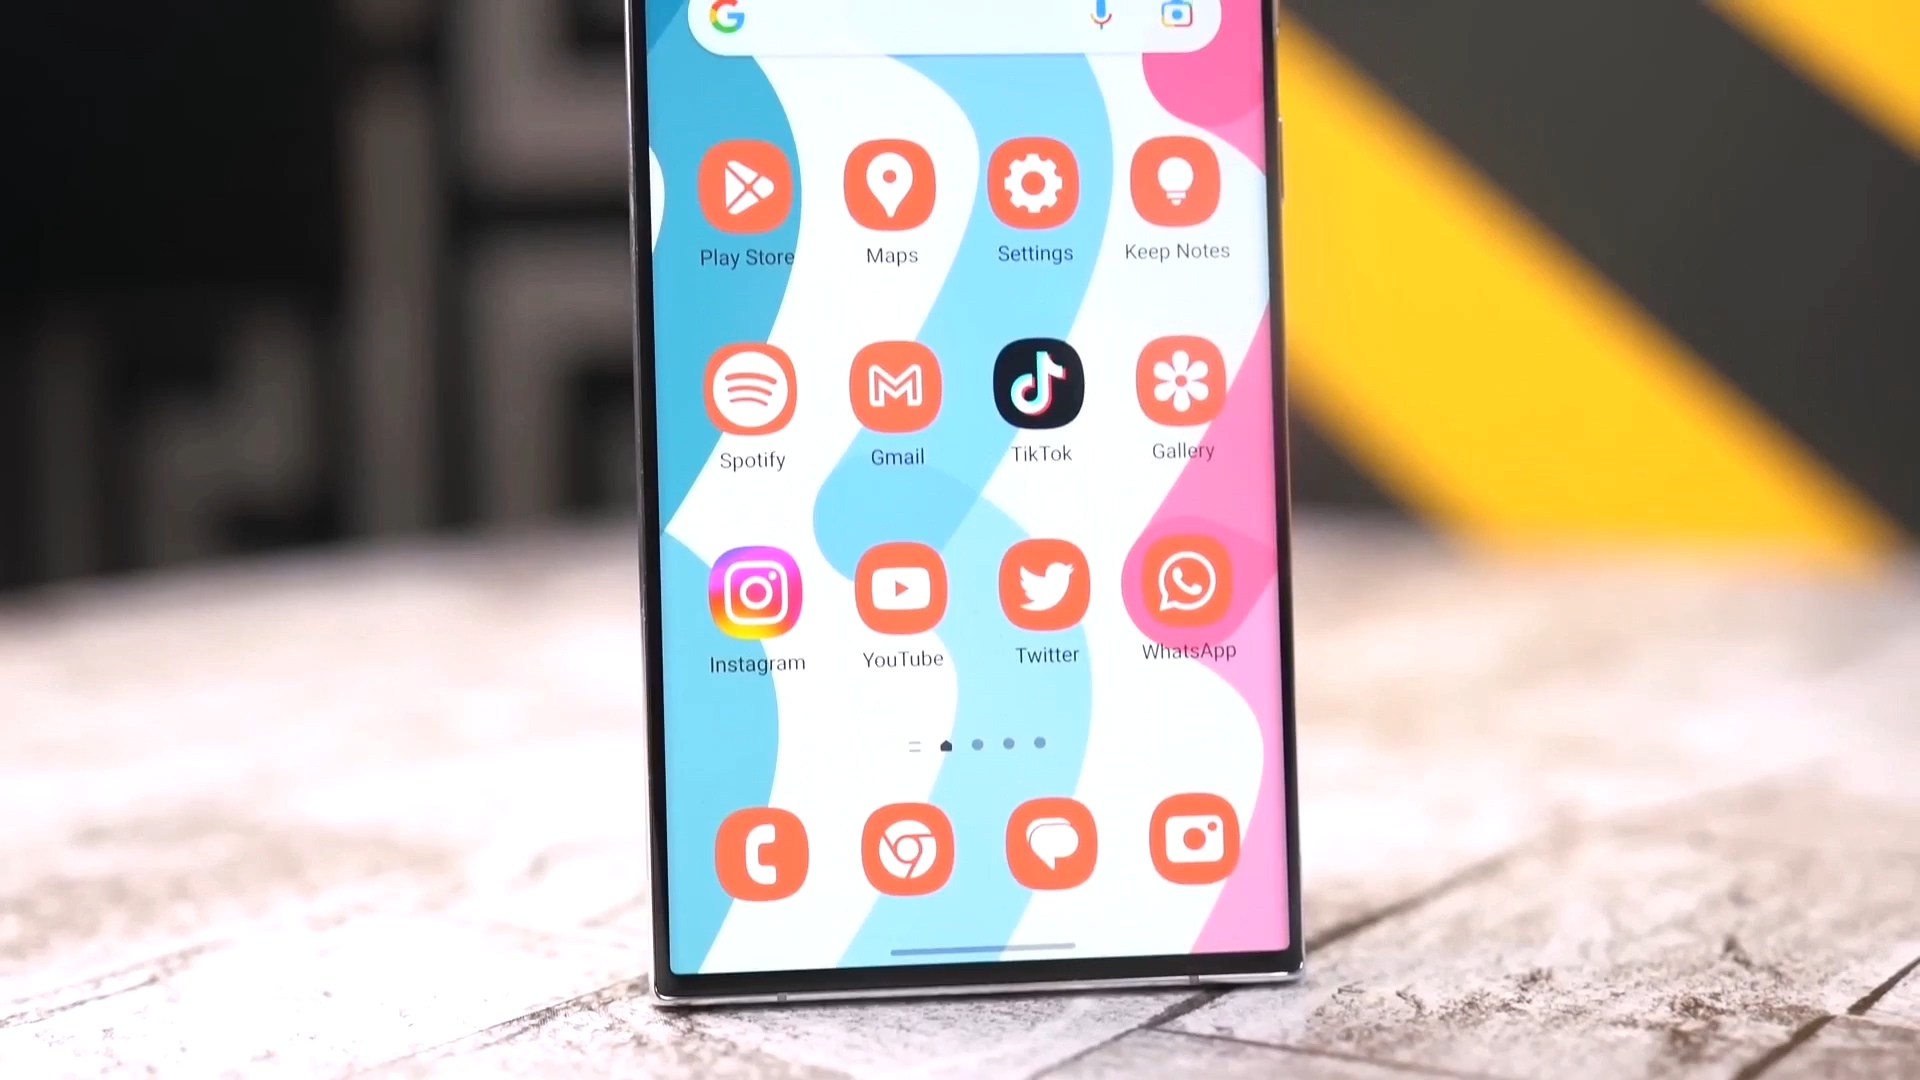 Play Store Maps Settings Keep Notes
Spotify Gmail TikTok Gallery
Instagram YouTube Twitter WhatsApp